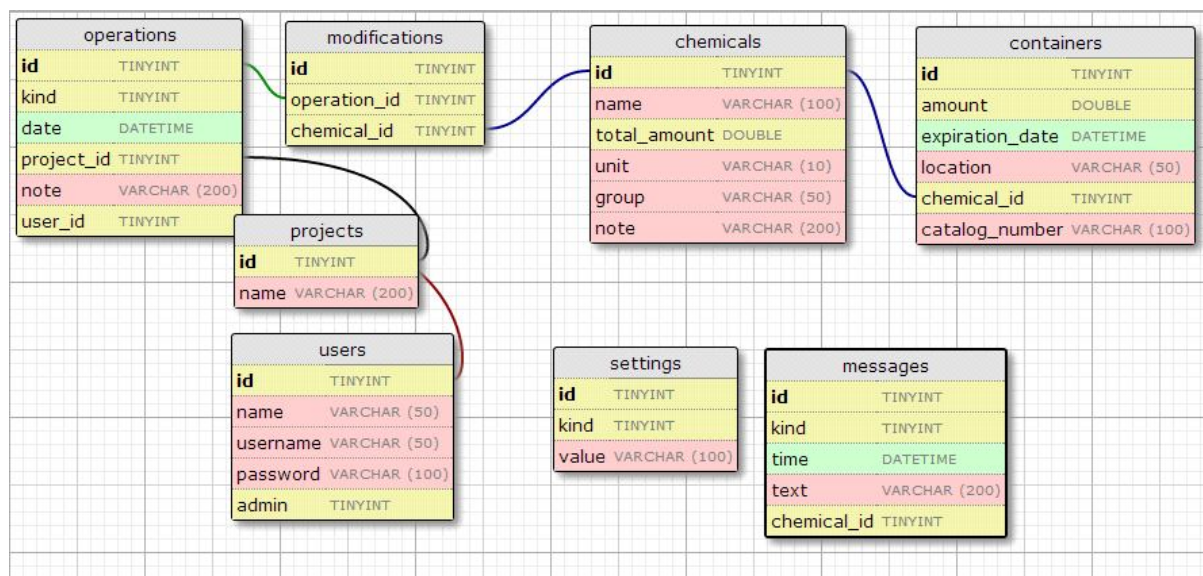 operations
id TINYINT
kind TINYINT
date DATETIME
project_id TINYINT
note VARCHAR (200)
user_id TINYINT
modifications
id TINYINT
operation_id TINYINT
chemical_id TINYINT
chemicals
id TINYINT
name VARCHAR (100)
total_amount DOUBLE
unit VARCHAR (10)
group VARCHAR (50)
note VARCHAR (200)
containers
id TINYINT
amount DOUBLE
expiration_date DATETIME
location VARCHAR (50)
chemical_id TINYINT
catalog_number VARCHAR (100)
projects
id TINYINT
name VARCHAR (200)
users
id TINYINT
name VARCHAR (50)
username VARCHAR (50)
password VARCHAR (100)
admin TINYINT
settings
id TINYINT
kind TINYINT
value VARCHAR (100)
messages
id TINYINT
kind TINYINT
time DATETIME
text VARCHAR (200)
chemical_id TINYINT